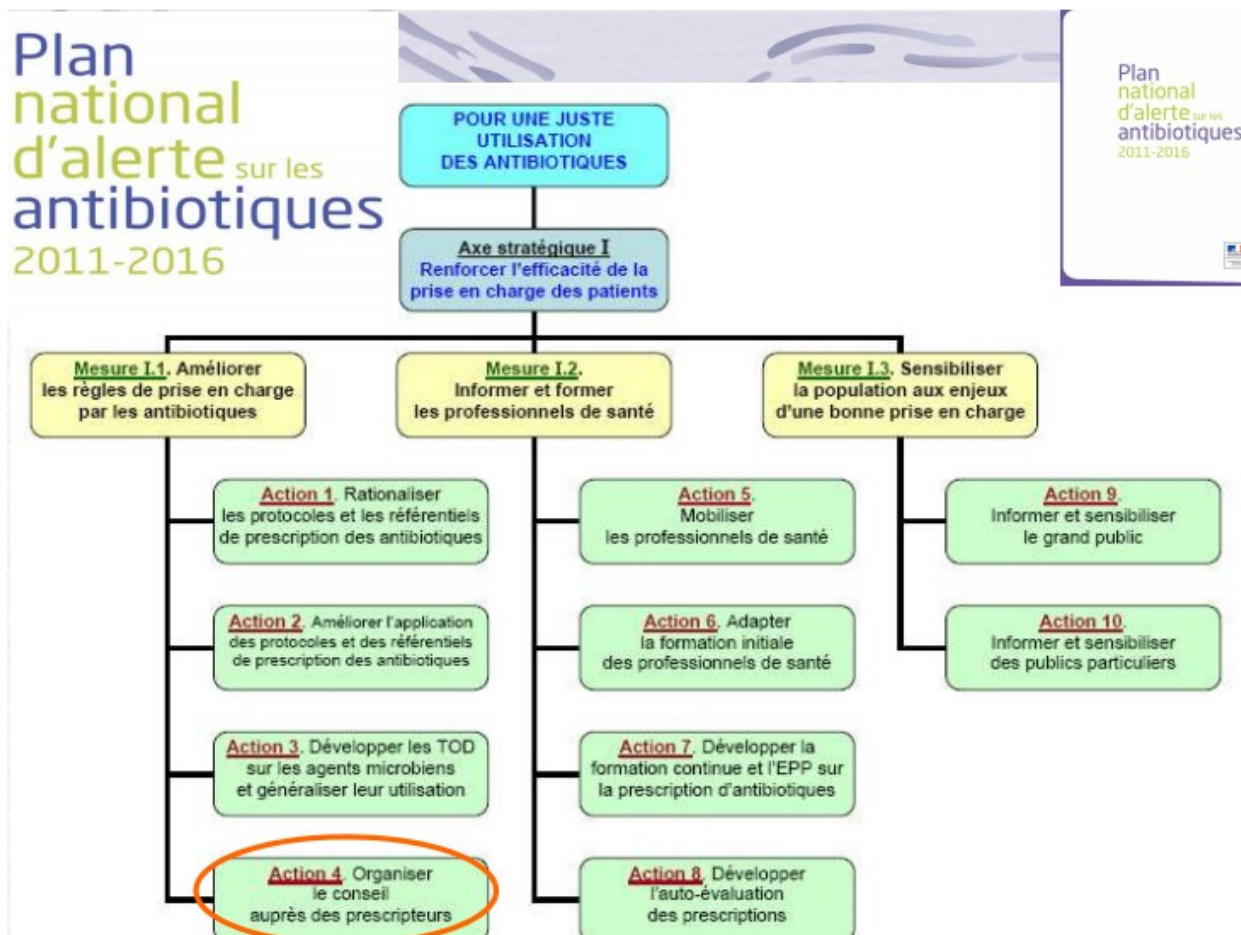 Plan
national
d'alerte sur les
antibiotiques
2011-2016
Plan
national
d'alerte sur les
antibiotiques
2011-2016
POUR UNE JUSTE
UTILISATION
DES ANTIBIOTIQUES
Axe stratégique I
Renforcer l'efficacité de la
prise en charge des patients
Mesure I.1. Améliorer
les règles de prise en charge
par les antibiotiques
Action 1. Rationaliser
les protocoles et les référentiels
de prescription des antibiotiques
Action 2. Améliorer l'application
des protocoles et des référentiels
de prescription des antibiotiques
Action 3. Développer les TOD
sur les agents microbiens
et généraliser leur utilisation
Action 4. Organiser
le conseil
auprès des prescripteurs
Mesure I.2.
Informer et former
les professionnels de santé
Action 5.
Mobiliser
les professionnels de santé
Action 6. Adapter
la formation initiale
des professionnels de santé
Action 7. Développer la
formation continue et l'EPP sur
la prescription d'antibiotiques
Action 8. Développer
l'auto-évaluation
des prescriptions
Mesure I.3. Sensibiliser
la population aux enjeux
d'une bonne prise en charge
Action 9.
Informer et sensibiliser
le grand public
Action 10.
Informer et sensibiliser
des publics particuliers